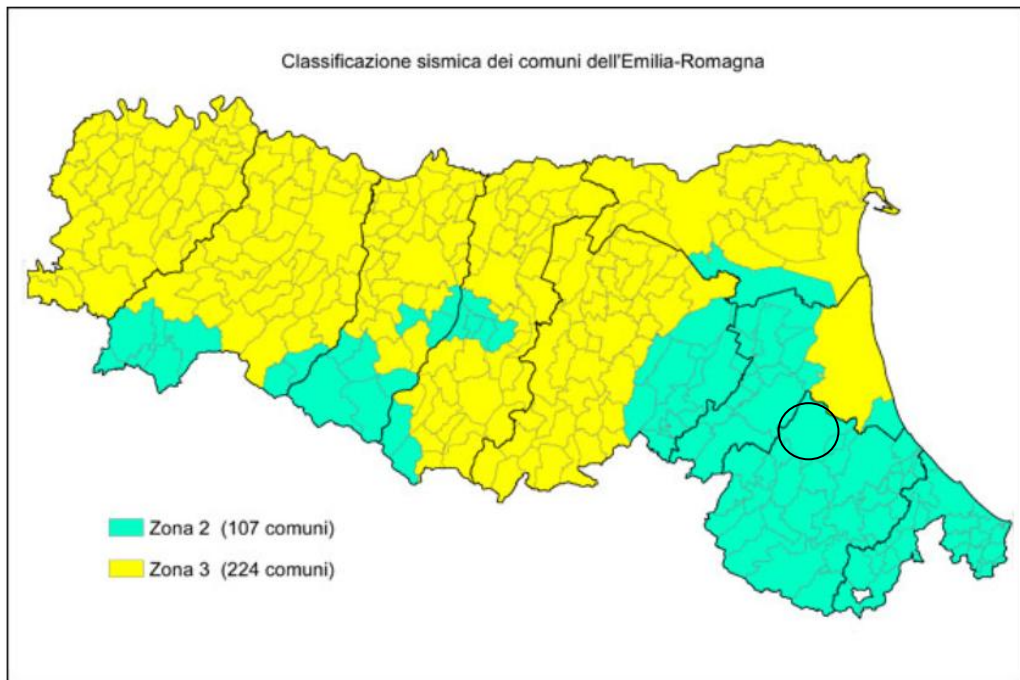 Classificazione sismica dei comuni dell'Emilia-Romagna
Zona 2 (107 comuni)
Zona 3 (224 comuni)